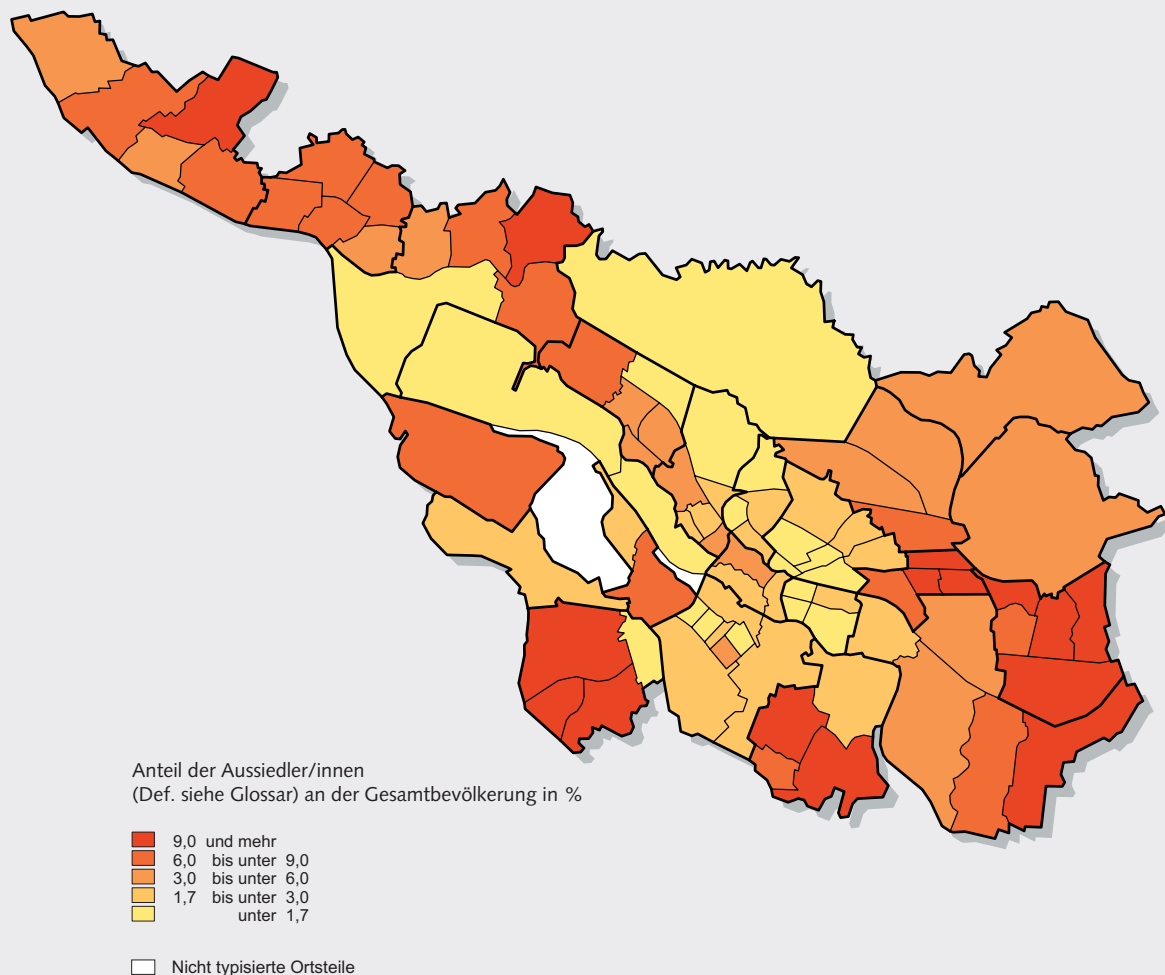 Anteil der Aussiedler/innen
(Def. siehe Glossar) an der Gesamtbevölkerung in %
9,0 und mehr
6,0 bis unter 9,0
3,0 bis unter 6,0
1,7 bis unter 3,0
unter 1,7
Nicht typisierte Ortsteile